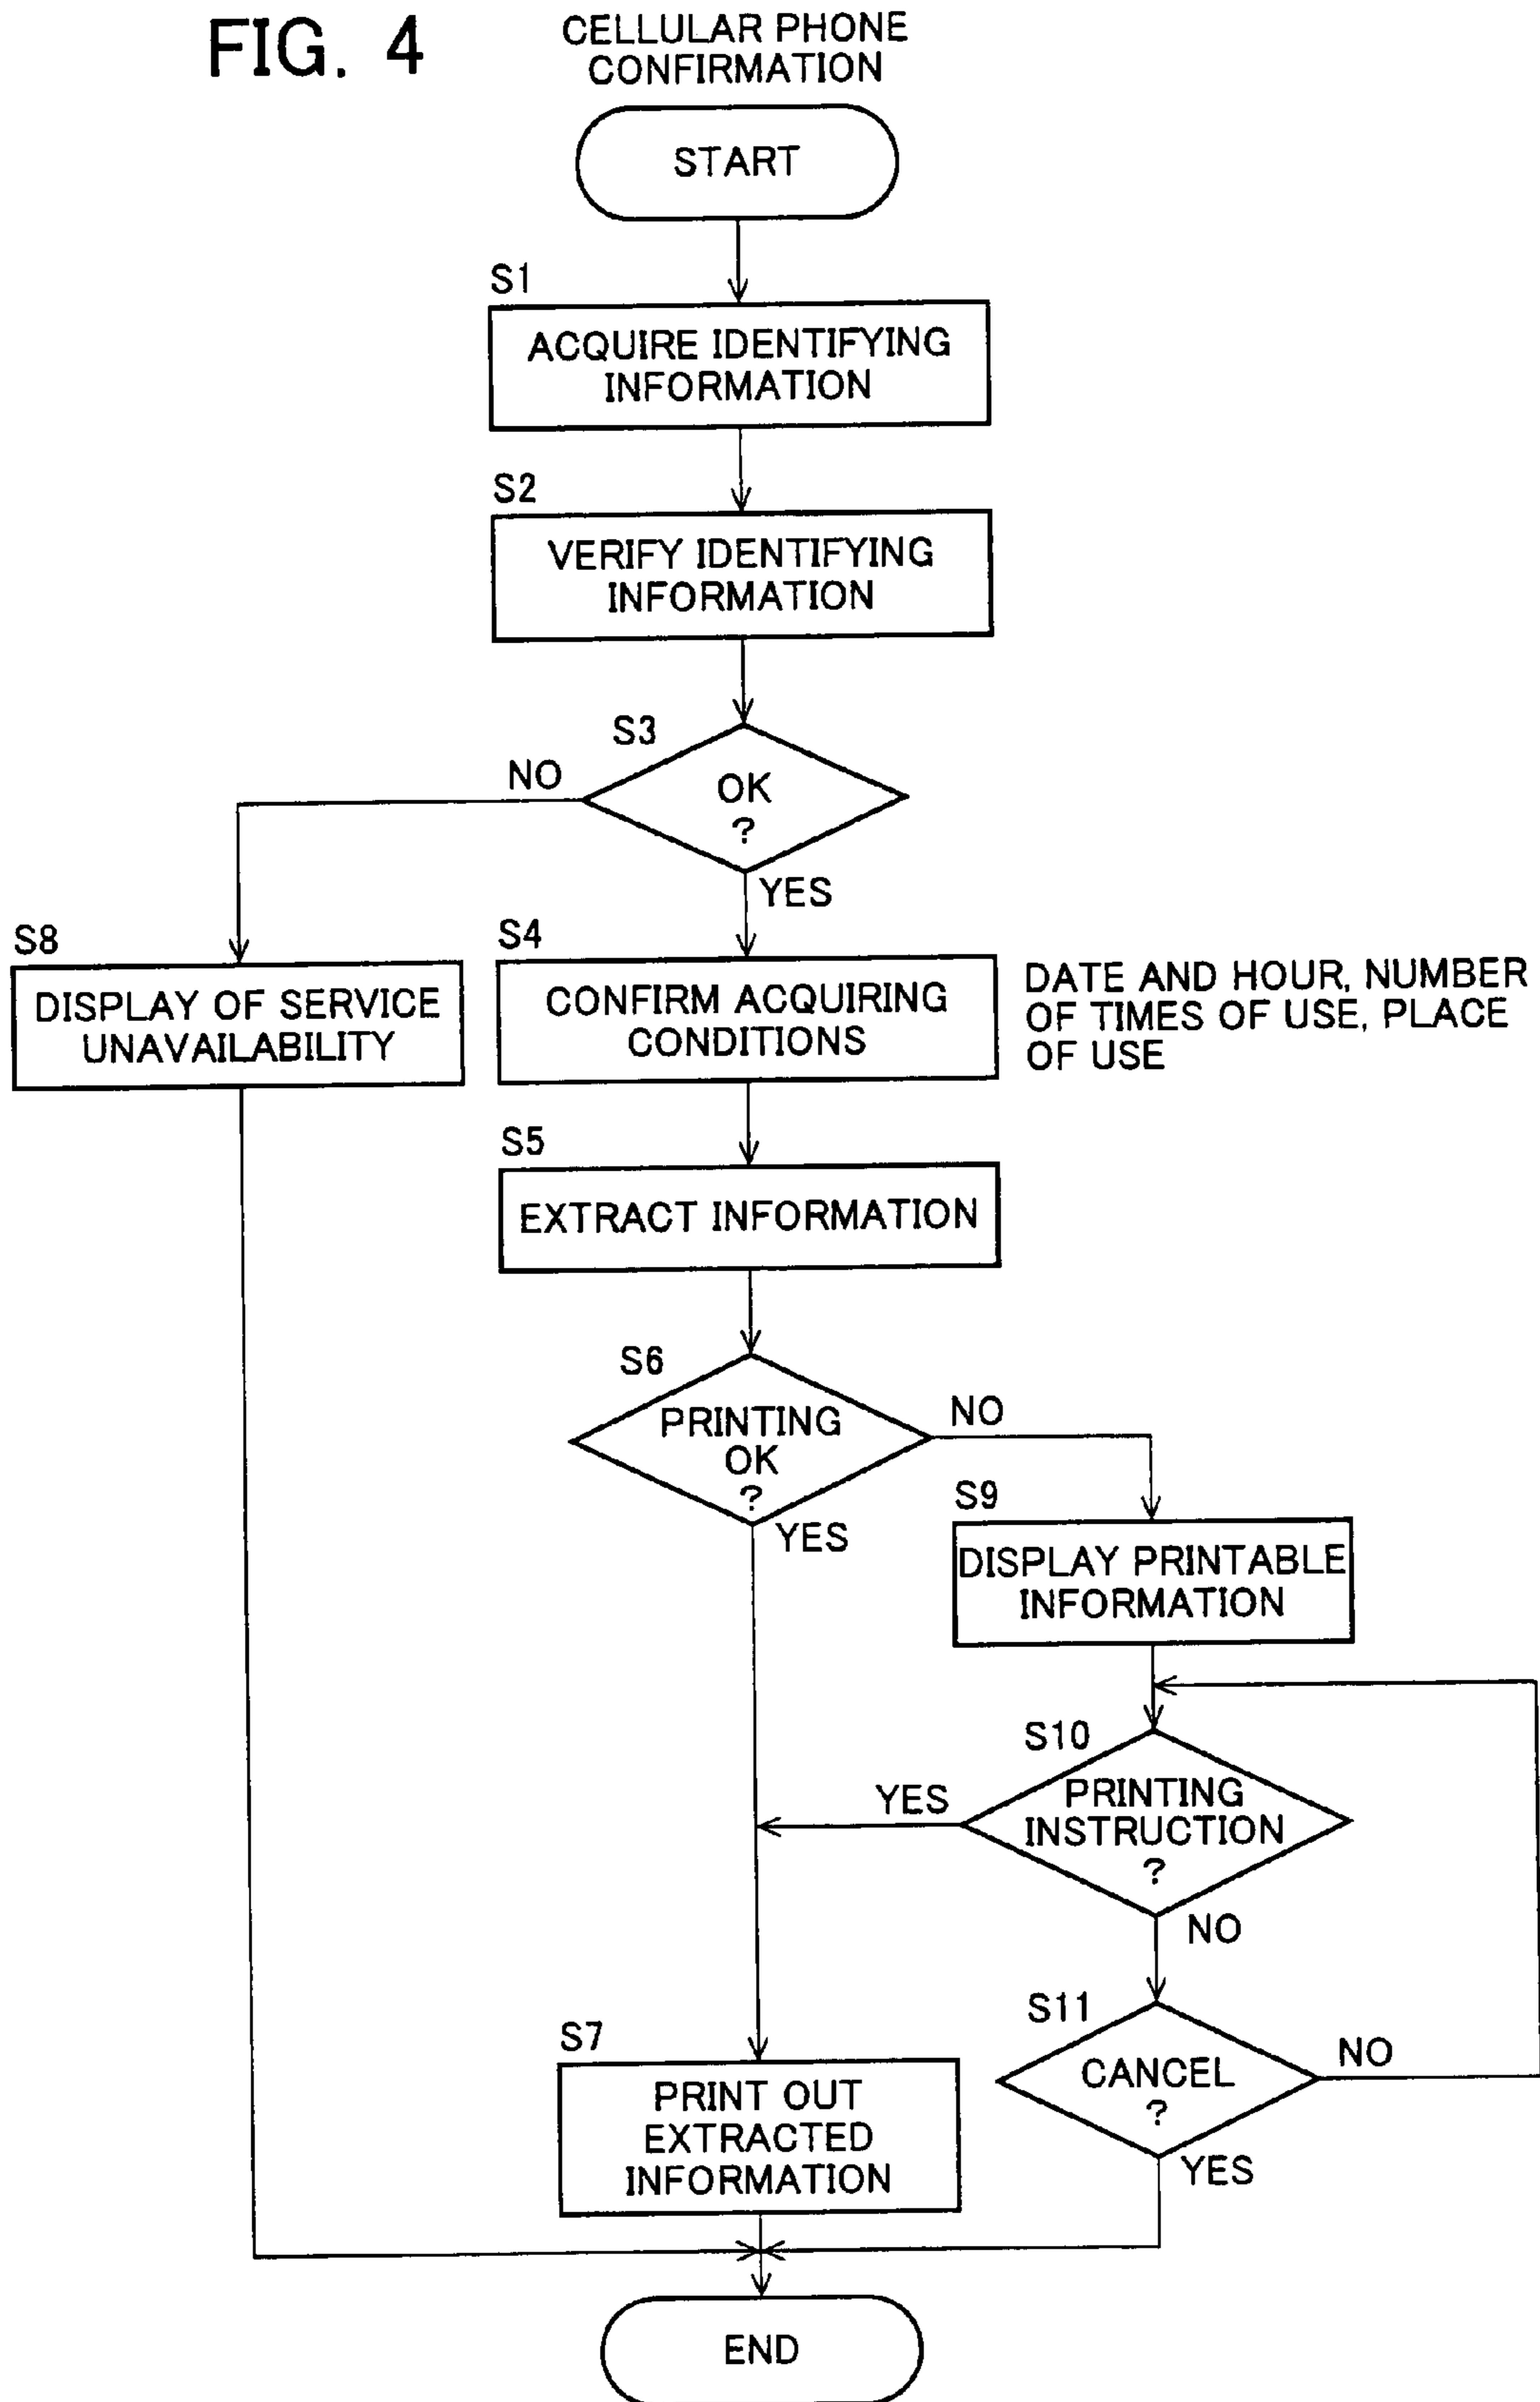 FIG. 4
CELLULAR PHONE
CONFIRMATION
START
S1
ACQUIRE IDENTIFYING
INFORMATION
S2
VERIFY IDENTIFYING
INFORMATION
S3
OK
?
NO
YES
S8
DISPLAY OF SERVICE
UNAVAILABILITY
S4
CONFIRM ACQUIRING
CONDITIONS
DATE AND HOUR, NUMBER
OF TIMES OF USE, PLACE
OF USE
S5
EXTRACT INFORMATION
S6
PRINTING
OK
?
NO
YES
S9
DISPLAY PRINTABLE
INFORMATION
S10
PRINTING
INSTRUCTION
?
YES
NO
S11
CANCEL
?
NO
YES
S7
PRINT OUT
EXTRACTED
INFORMATION
END